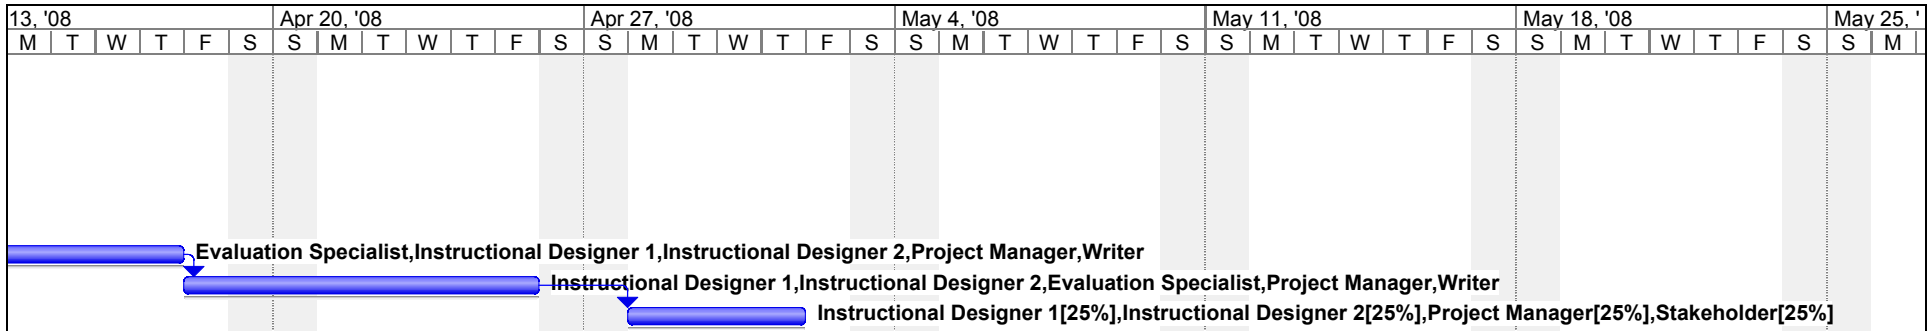 13, '08 Apr 20, '08 Apr 27, '08 May 4, '08 May 11, '08 May 18, '08 May 25, '
M T W T F S S M T W T F S S M T W T F S S M T W T F S S M T W T F S S M T W T F S S M
Evaluation Specialist,Instructional Designer 1,Instructional Designer 2,Project Manager,Writer
Instructional Designer 1,Instructional Designer 2,Evaluation Specialist,Project Manager,Writer
Instructional Designer 1[25%],Instructional Designer 2[25%],Project Manager[25%],Stakeholder[25%]